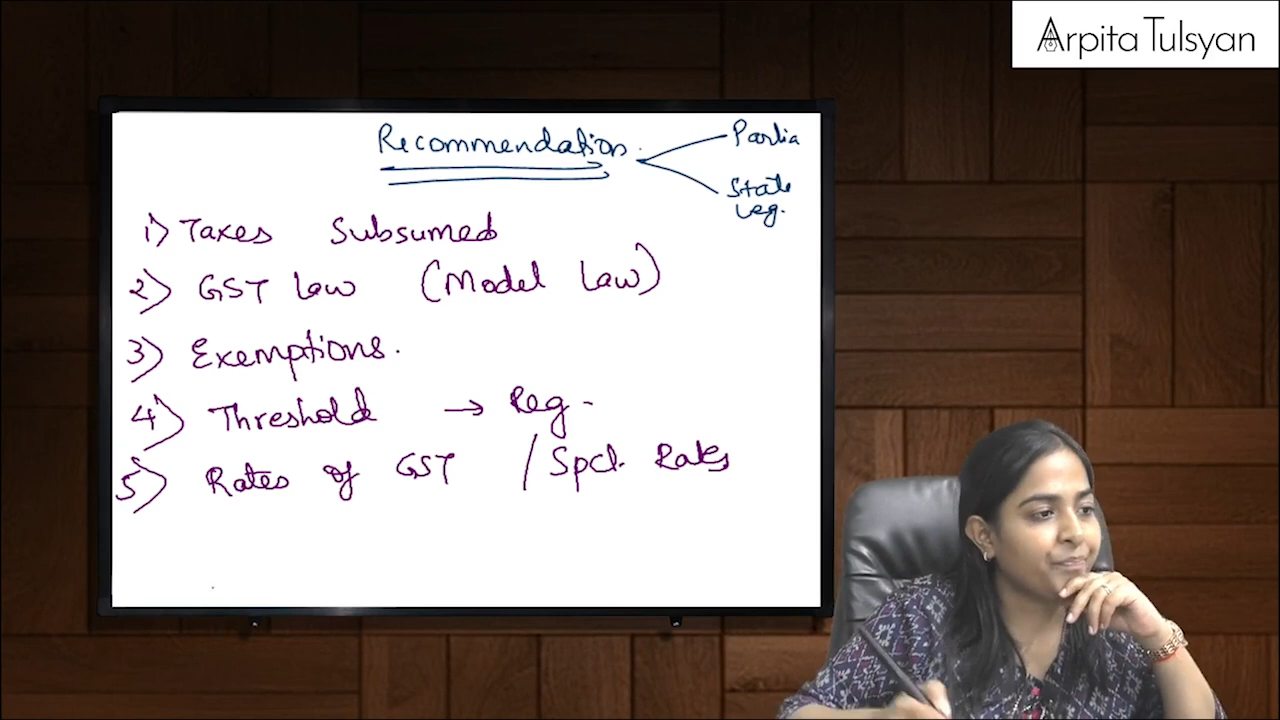 Arpita Tulsyan
Recommendation.
Parlia
State
Leg.
1) Taxes Subsumed
2) GST Law (Model Law)
3) Exemptions.
4) Threshold → Reg -
5) Rates of GST / Spcl. Rates